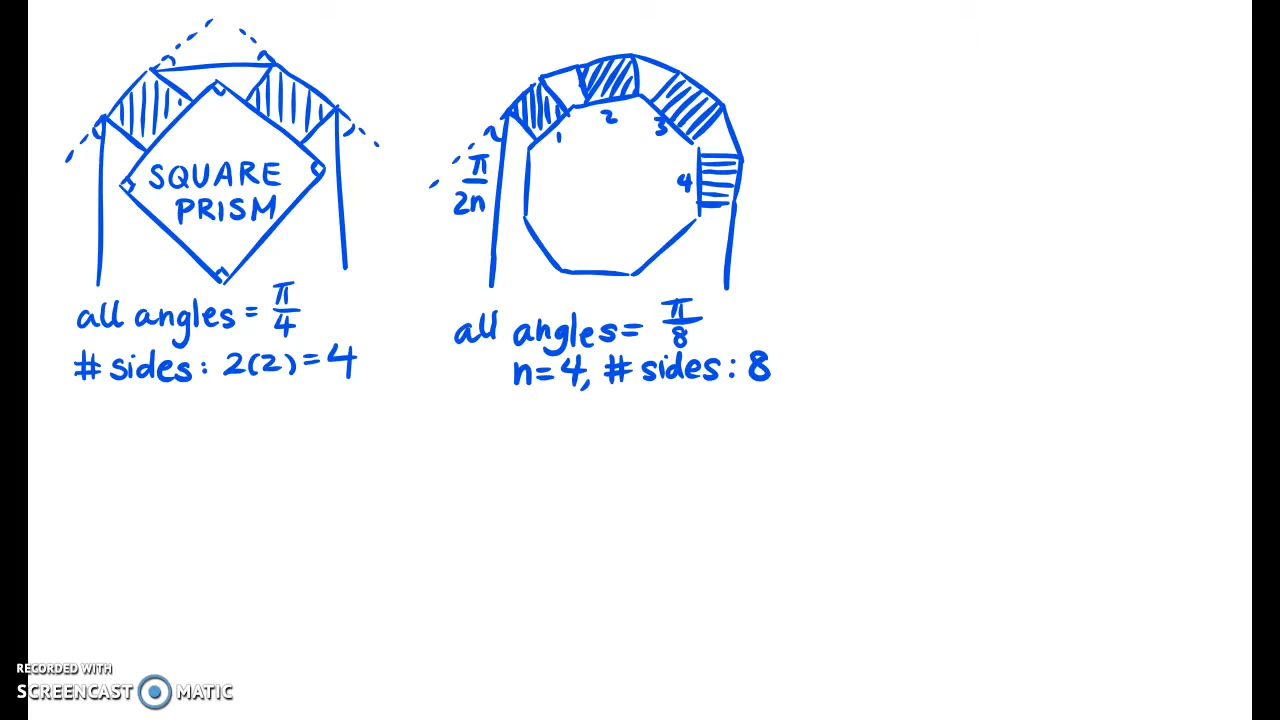 SQUARE
PRISM
all angles = π/4
# sides: 2(2) = 4
π/2n
1
2
3
4
all angles = π/8
n=4, # sides: 8
RECORDED WITH
SCREENCAST MATIC